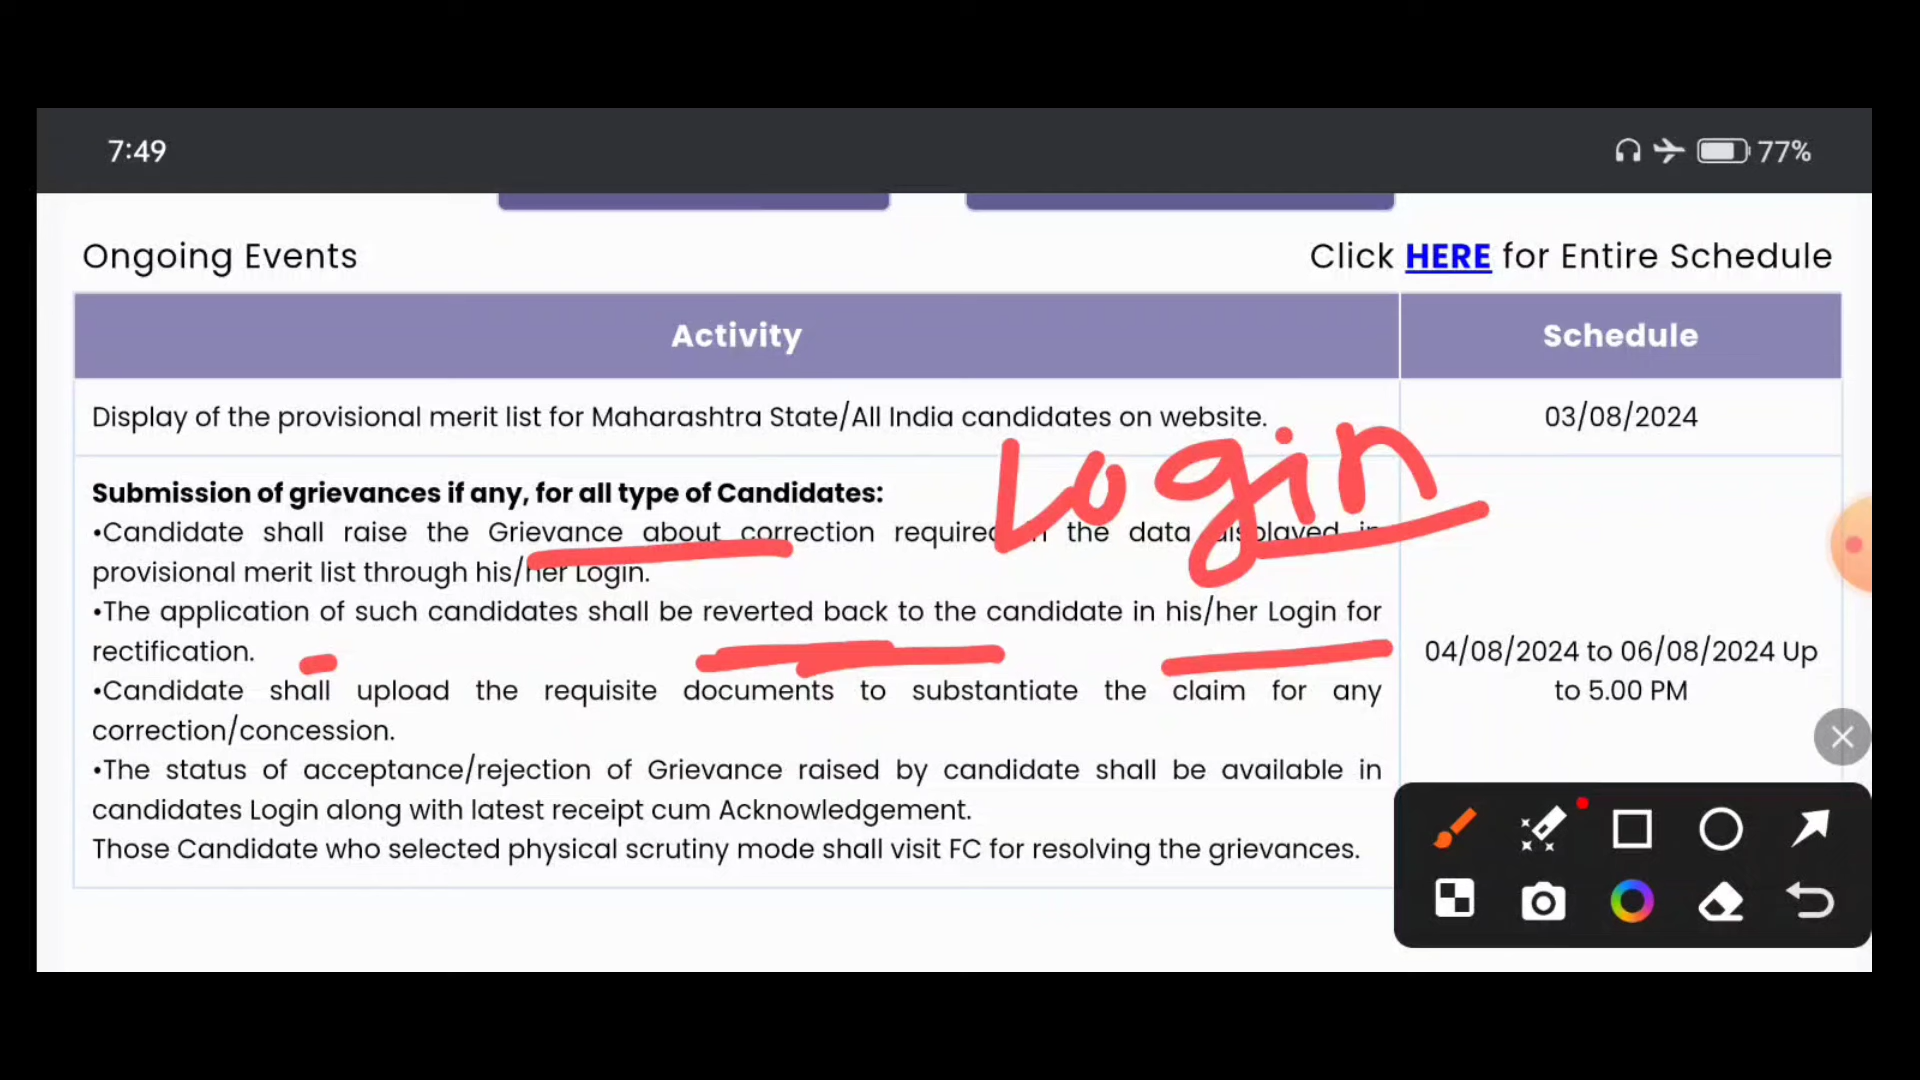 7:49
77%
Ongoing Events
Click HERE for Entire Schedule
Activity
Schedule
Display of the provisional merit list for Maharashtra State/All India candidates on website.
03/08/2024
Login
Submission of grievances if any, for all type of Candidates:
•Candidate shall raise the Grievance about correction required in the data displayed in
provisional merit list through his/her Login.
•The application of such candidates shall be reverted back to the candidate in his/her Login for
rectification.
•Candidate shall upload the requisite documents to substantiate the claim for any
correction/concession.
•The status of acceptance/rejection of Grievance raised by candidate shall be available in
candidates Login along with latest receipt cum Acknowledgement.
Those Candidate who selected physical scrutiny mode shall visit FC for resolving the grievances.
04/08/2024 to 06/08/2024 Up
to 5.00 PM